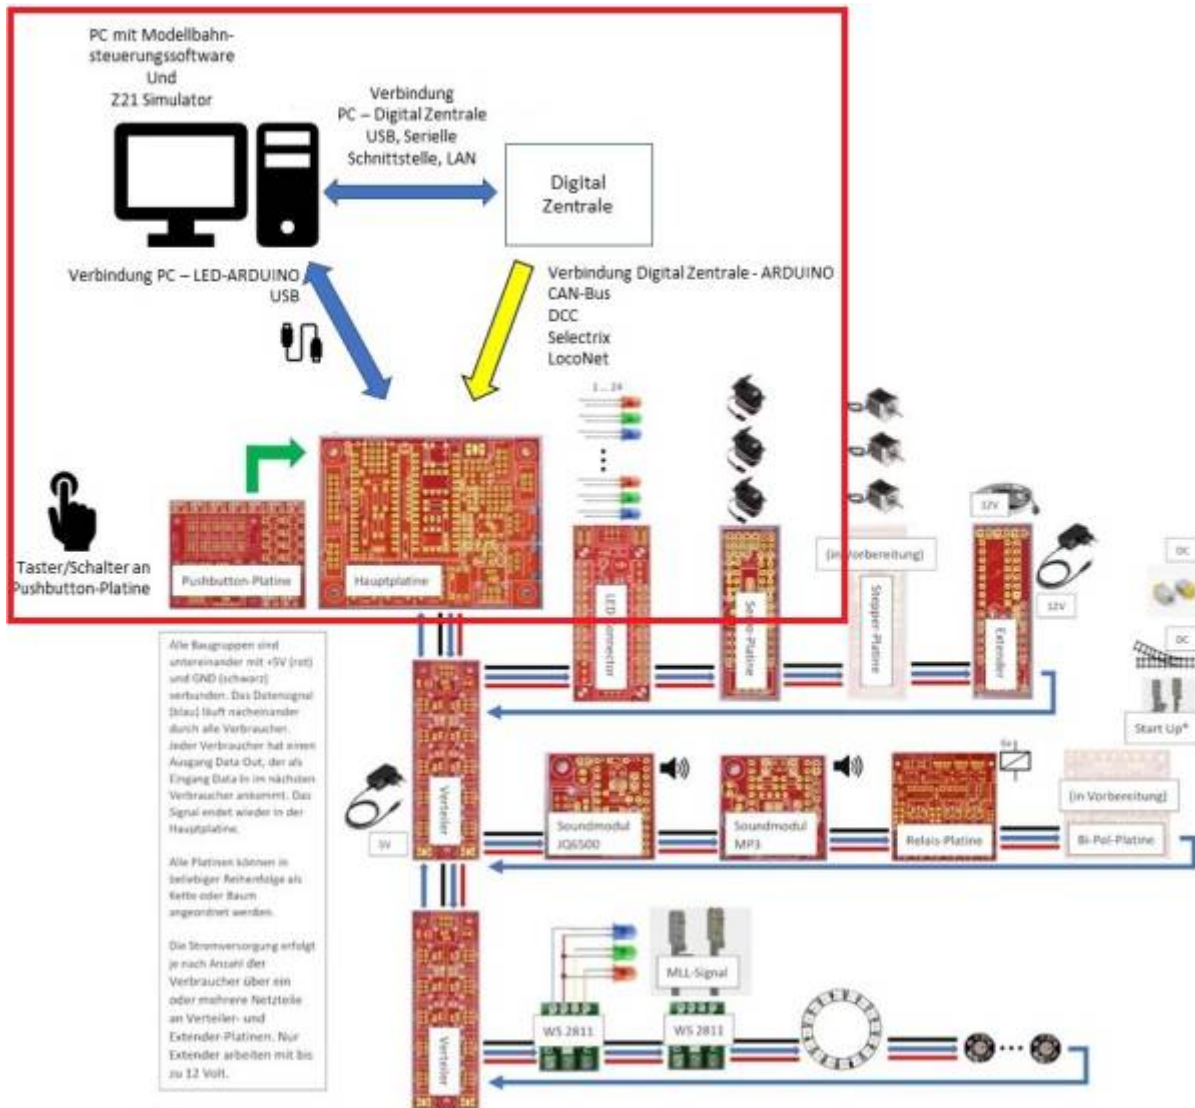 PC mit Modellbahn-
steuerungssoftware
Und
Z21 Simulator
Verbindung
PC – Digital Zentrale
USB, Serielle
Schnittstelle, LAN
Digital
Zentrale
Verbindung PC – LED-ARDUINO
USB
Verbindung Digital Zentrale - ARDUINO
CAN-Bus
DCC
Selectrix
LocoNet
1 ... 24
Taster/Schalter an
Pushbutton-Platine
Pushbutton-Platine
Hauptplatine
LED-Connector
Servo-Platine
(in Vorbereitung)
Stepper-Platine
12V
Extender
12V
DC
DC
Start Up*
Alle Baugruppen sind
untereinander mit +5V (rot)
und GND (schwarz)
verbunden. Das Datensignal
(blau) läuft nacheinander
durch alle Verbraucher.
Jeder Verbraucher hat einen
Ausgang Data Out, der als
Eingang Data In im nächsten
Verbraucher ankommt. Das
Signal endet wieder in der
Hauptplatine.
Alle Platinen können in
beliebiger Reihenfolge als
Kette oder Baum
angeordnet werden.
Die Stromversorgung erfolgt
je nach Anzahl der
Verbraucher über ein
oder mehrere Netzteile
an Verteiler- und
Extender-Platinen. Nur
Extender arbeiten mit bis
zu 12 Volt.
5V
Verteiler
Soundmodul
JQ6500
Soundmodul
MP3
Relais-Platine
(in Vorbereitung)
Bi-Pol-Platine
Verteiler
WS 2811
MLL-Signal
WS 2811